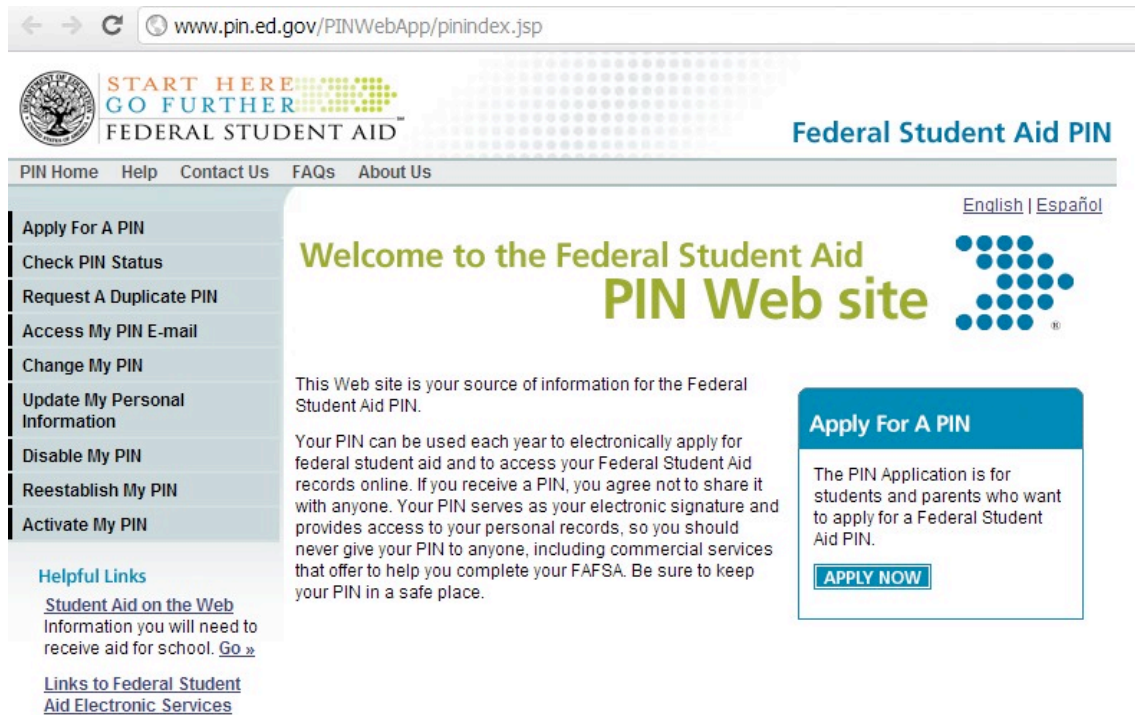 www.pin.ed.gov/PINWebApp/pinindex.jsp
START HERE
GO FURTHER
FEDERAL STUDENT AID™
Federal Student Aid PIN
PIN Home Help Contact Us FAQs About Us
English | Español
Apply For A PIN
Check PIN Status
Request A Duplicate PIN
Access My PIN E-mail
Change My PIN
Update My Personal
Information
Disable My PIN
Reestablish My PIN
Activate My PIN
Helpful Links
Student Aid on the Web
Information you will need to
receive aid for school. Go »
Links to Federal Student
Aid Electronic Services
Welcome to the Federal Student Aid
PIN Web site
®
This Web site is your source of information for the Federal
Student Aid PIN.
Your PIN can be used each year to electronically apply for
federal student aid and to access your Federal Student Aid
records online. If you receive a PIN, you agree not to share it
with anyone. Your PIN serves as your electronic signature and
provides access to your personal records, so you should
never give your PIN to anyone, including commercial services
that offer to help you complete your FAFSA. Be sure to keep
your PIN in a safe place.
Apply For A PIN
The PIN Application is for
students and parents who want
to apply for a Federal Student
Aid PIN.
APPLY NOW